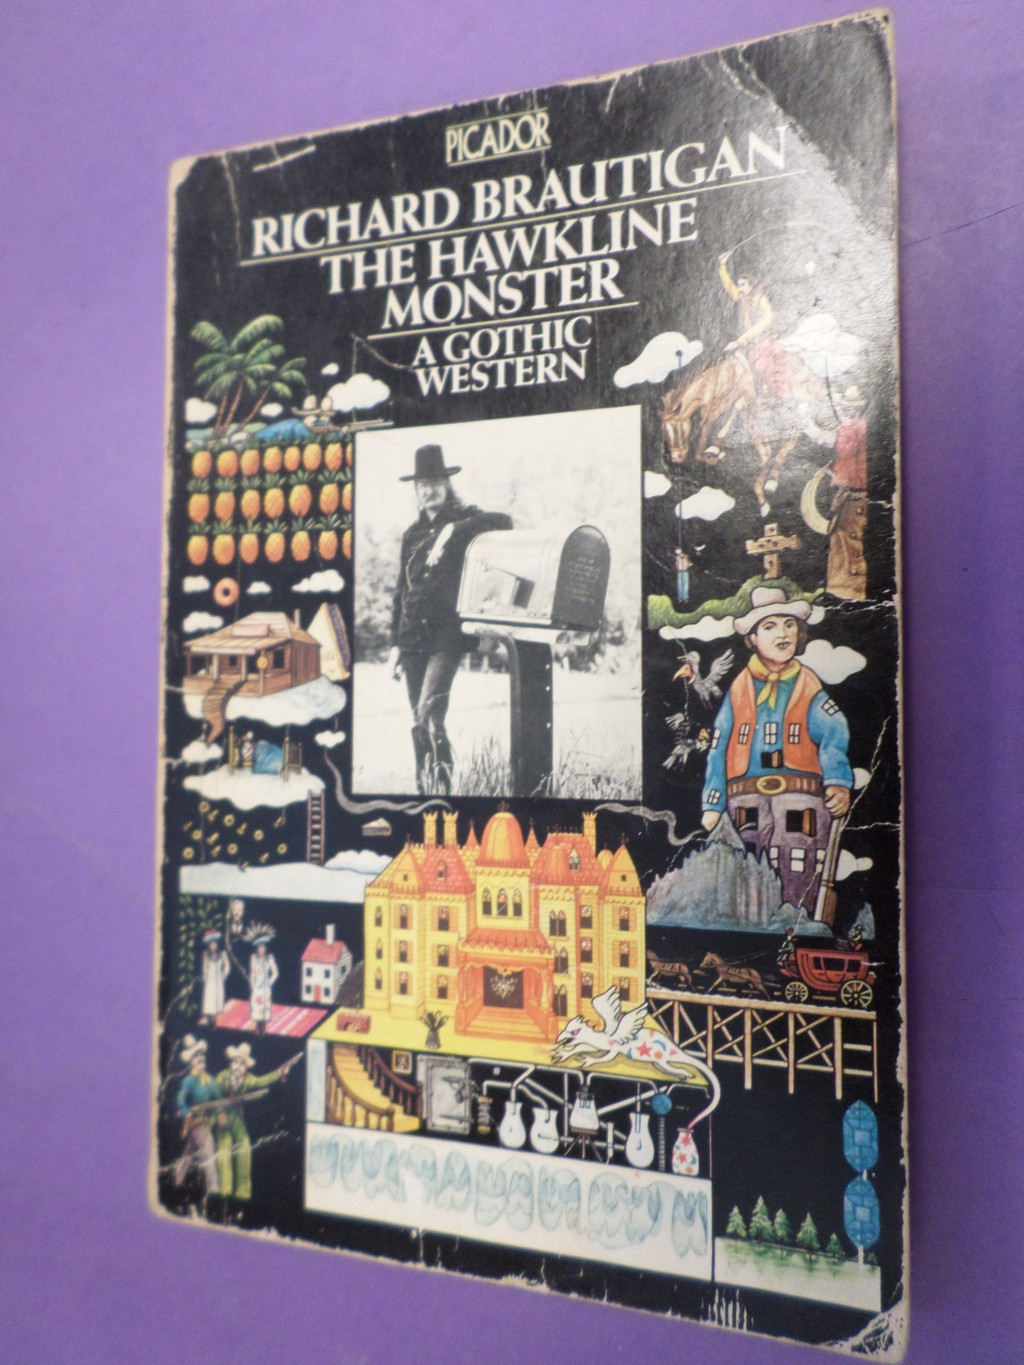 PICADOR
RICHARD BRAUTIGAN
THE HAWKLINE
MONSTER
A GOTHIC
WESTERN